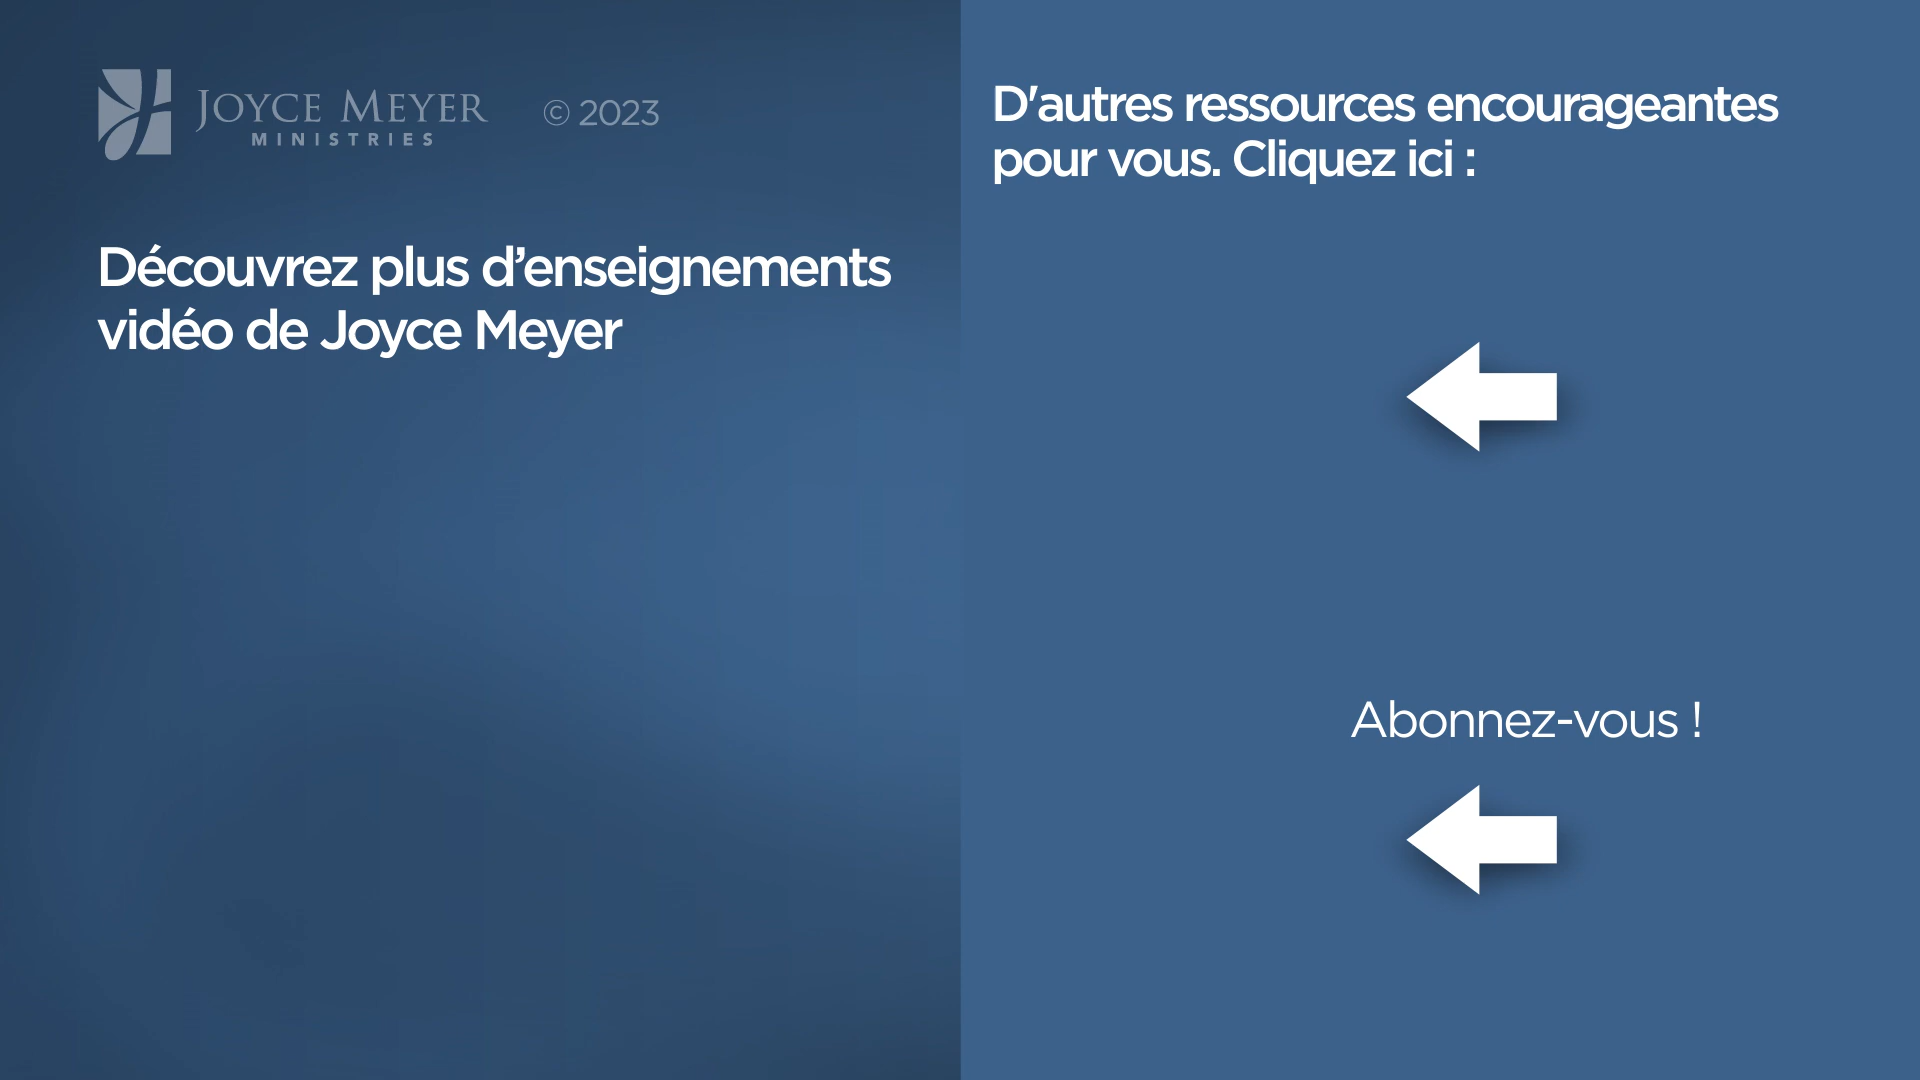 JOYCE MEYER
MINISTRIES
© 2023
Découvrez plus d’enseignements
vidéo de Joyce Meyer
D'autres ressources encourageantes
pour vous. Cliquez ici :
Abonnez-vous !